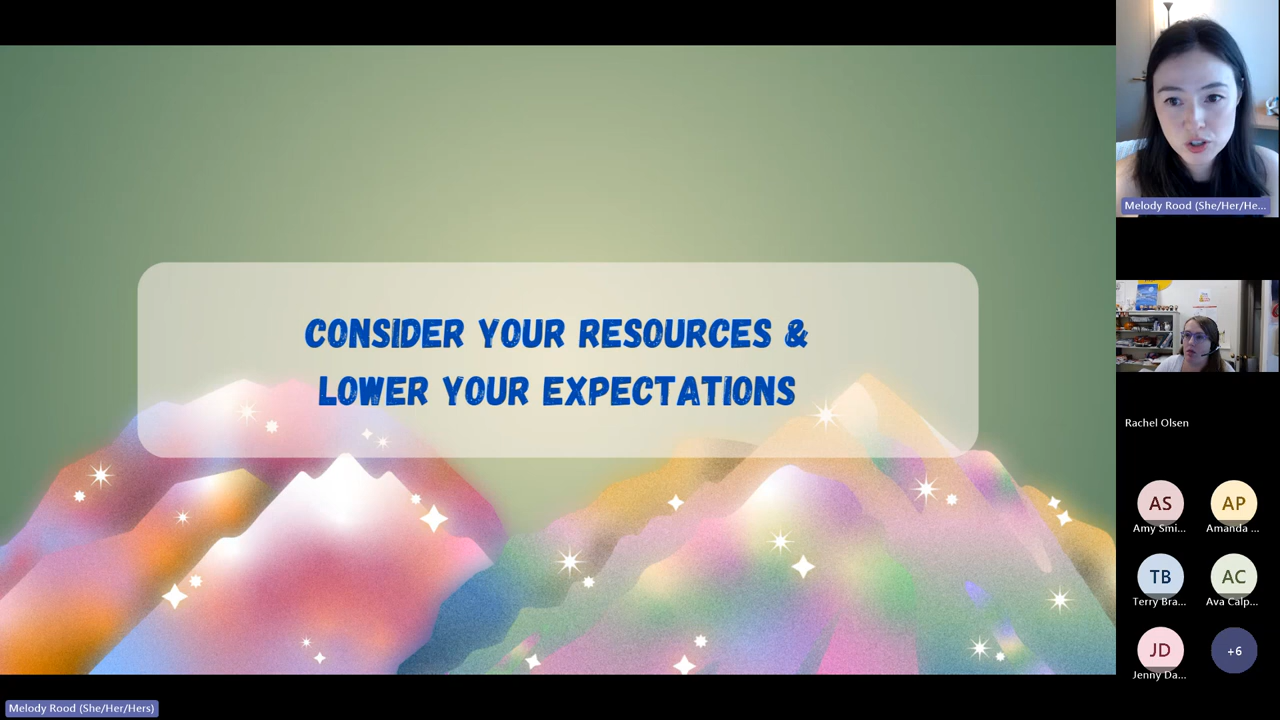 CONSIDER YOUR RESOURCES &
LOWER YOUR EXPECTATIONS
Melody Rood (She/Her/He...
Rachel Olsen
AS
Amy Smi...
AP
Amanda ...
TB
Terry Bra...
AC
Ava Calp...
JD
Jenny Da...
+6
Melody Rood (She/Her/Hers)